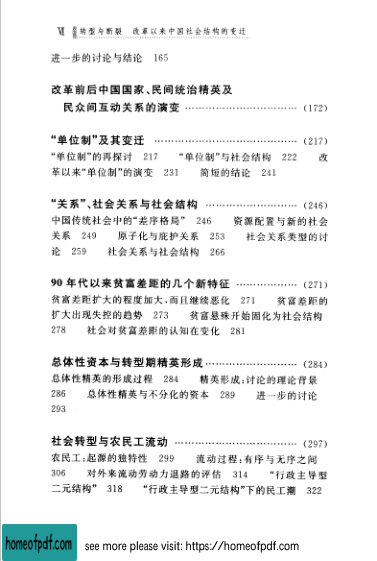 Ⅵ 转型与断裂 改革以来中国社会结构的变迁
进一步的讨论与结论 165
改革前后中国国家、民间统治精英及
民众间互动关系的演变 …………………………… (172)
“单位制”及其变迁 ……………………………………… (217)
“单位制”的再探讨 217 “单位制”与社会结构 222 改
革以来“单位制”的演变 231 简短的结论 241
“关系”、社会关系与社会结构 ………………………… (246)
中国传统社会中的“差序格局” 246 资源配置与新的社会
关系 249 原子化与庇护关系 253 社会关系类型的讨
论 259 社会关系与社会结构 266
90 年代以来贫富差距的几个新特征 ………………… (271)
贫富差距扩大的程度加大,而且继续恶化 271 贫富差距的
扩大出现失控的趋势 273 贫富悬殊开始固化为社会结构
278 社会对贫富差距的认知在变化 281
总体性资本与转型期精英形成 ………………………… (284)
总体性精英的形成过程 284 精英形成:讨论的理论背景
286 总体性精英与不分化的资本 289 进一步的讨论
293
社会转型与农民工流动 ………………………………… (297)
农民工:起源的独特性 299 流动过程:有序与无序之间
306 对外来流动劳动力退路的评估 314 “行政主导型
二元结构” 318 “行政主导型二元结构”下的民工潮 322
homeofpdf.com see more please visit: https://homeofpdf.com